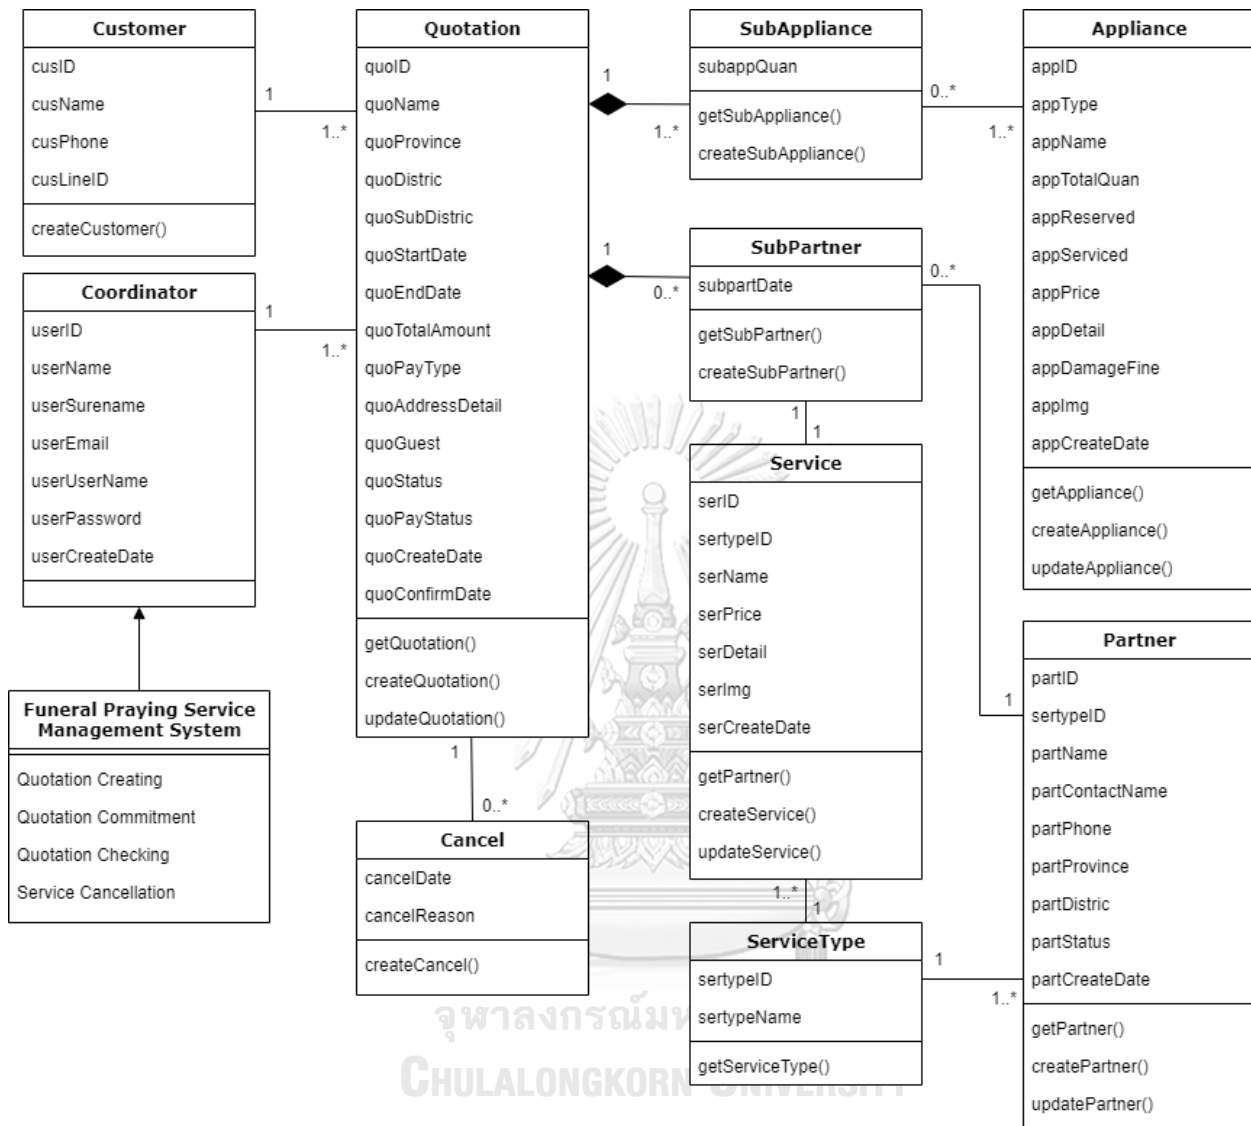 Customer
cusID
cusName
cusPhone
cusLineID
createCustomer()
1
1..*
Coordinator
userID
userName
userSurename
userEmail
userUserName
userPassword
userCreateDate
1
1..*
Funeral Praying Service
Management System
Quotation Creating
Quotation Commitment
Quotation Checking
Service Cancellation
Quotation
quoID
quoName
quoProvince
quoDistric
quoSubDistric
quoStartDate
quoEndDate
quoTotalAmount
quoPayType
quoAddressDetail
quoGuest
quoStatus
quoPayStatus
quoCreateDate
quoConfirmDate
getQuotation()
createQuotation()
updateQuotation()
1
0..*
Cancel
cancelDate
cancelReason
createCancel()
1
1..*
SubAppliance
subappQuan
getSubAppliance()
createSubAppliance()
0..*
1..*
1
0..*
SubPartner
subpartDate
getSubPartner()
createSubPartner()
0..*
1
1
1
Service
serID
sertypeID
serName
serPrice
serDetail
serImg
serCreateDate
getPartner()
createService()
updateService()
1..*
1
ServiceType
sertypeID
sertypeName
getServiceType()
1
1..*
Appliance
appID
appType
appName
appTotalQuan
appReserved
appServiced
appPrice
appDetail
appDamageFine
appImg
appCreateDate
getAppliance()
createAppliance()
updateAppliance()
Partner
partID
sertypeID
partName
partContactName
partPhone
partProvince
partDistric
partStatus
partCreateDate
getPartner()
createPartner()
updatePartner()
CHULALONGKORN UNIVERSITY